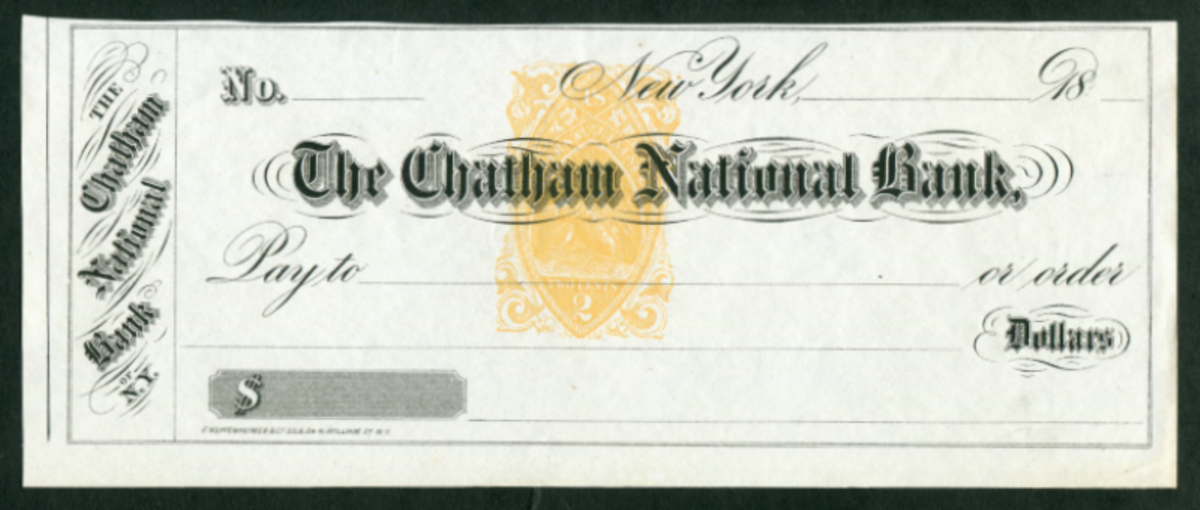 THE
Chatham
National
Bank
OF
N.Y.
No.
New York,
18
The Chatham National Bank,
Pay to
or order
2
Dollars
$